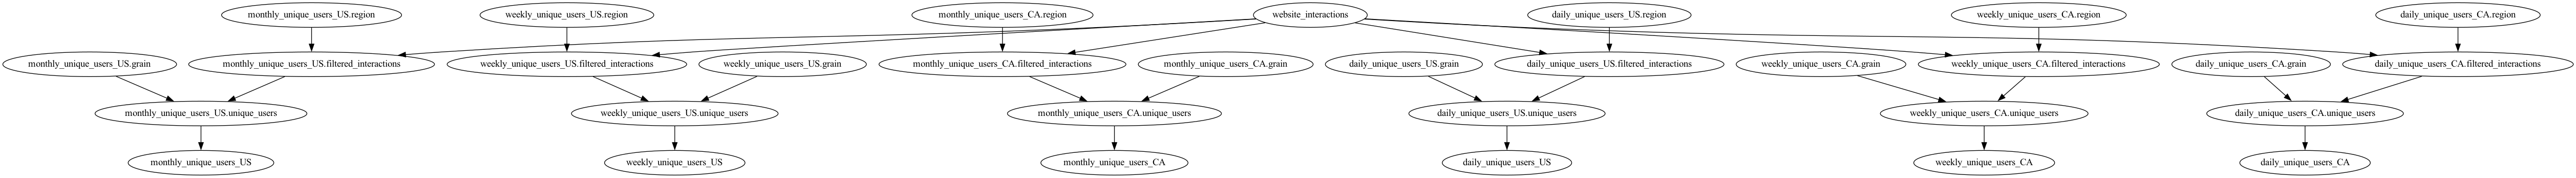 monthly_unique_users_US.region
weekly_unique_users_US.region
monthly_unique_users_CA.region
website_interactions
daily_unique_users_US.region
weekly_unique_users_CA.region
daily_unique_users_CA.region
monthly_unique_users_US.grain
monthly_unique_users_US.filtered_interactions
weekly_unique_users_US.filtered_interactions
weekly_unique_users_US.grain
monthly_unique_users_CA.filtered_interactions
monthly_unique_users_CA.grain
daily_unique_users_US.grain
daily_unique_users_US.filtered_interactions
weekly_unique_users_CA.grain
weekly_unique_users_CA.filtered_interactions
daily_unique_users_CA.grain
daily_unique_users_CA.filtered_interactions
monthly_unique_users_US.unique_users
weekly_unique_users_US.unique_users
monthly_unique_users_CA.unique_users
daily_unique_users_US.unique_users
weekly_unique_users_CA.unique_users
daily_unique_users_CA.unique_users
monthly_unique_users_US
weekly_unique_users_US
monthly_unique_users_CA
daily_unique_users_US
weekly_unique_users_CA
daily_unique_users_CA